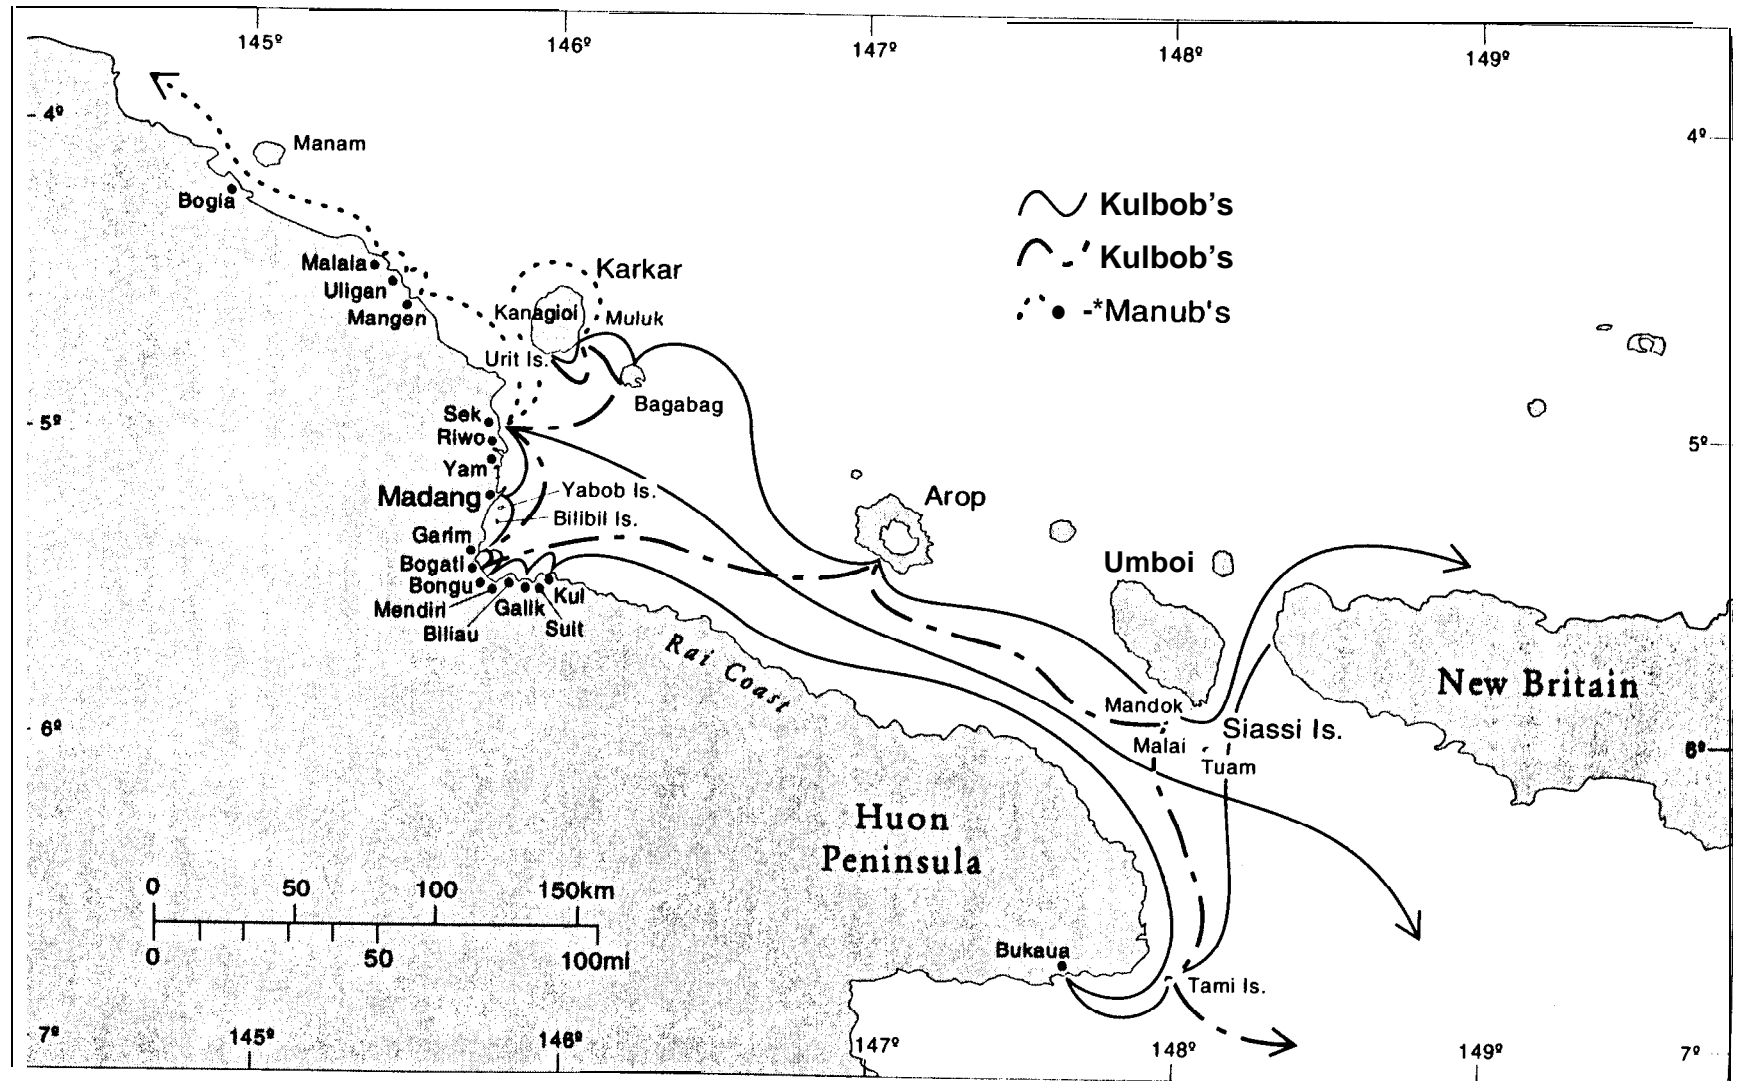 145º
146º
147º
148º
149º
4º
4º
Manam
Bogia
Kulbob's
Kulbob's
-*Manub's
Malala
Karkar
Uligan
Kanagioi
Muluk
Mangen
Urit Is.
Bagabag
Sek
5º
5º
Riwo
Yam
Yabob Is.
Madang
Arop
Bilibil Is.
Garim
Bogati
Umboi
Bongu
Kul
Mendiri
Galik
Biliau
Suit
Rai Coast
New Britain
Mandok
6º
Siassi Is.
Malai
6º
Tuam
Huon
Peninsula
0 50 100 150km
0 50 100mi
Bukaua
Tami Is.
7º
145º
146º
147º
148º
149º
7º